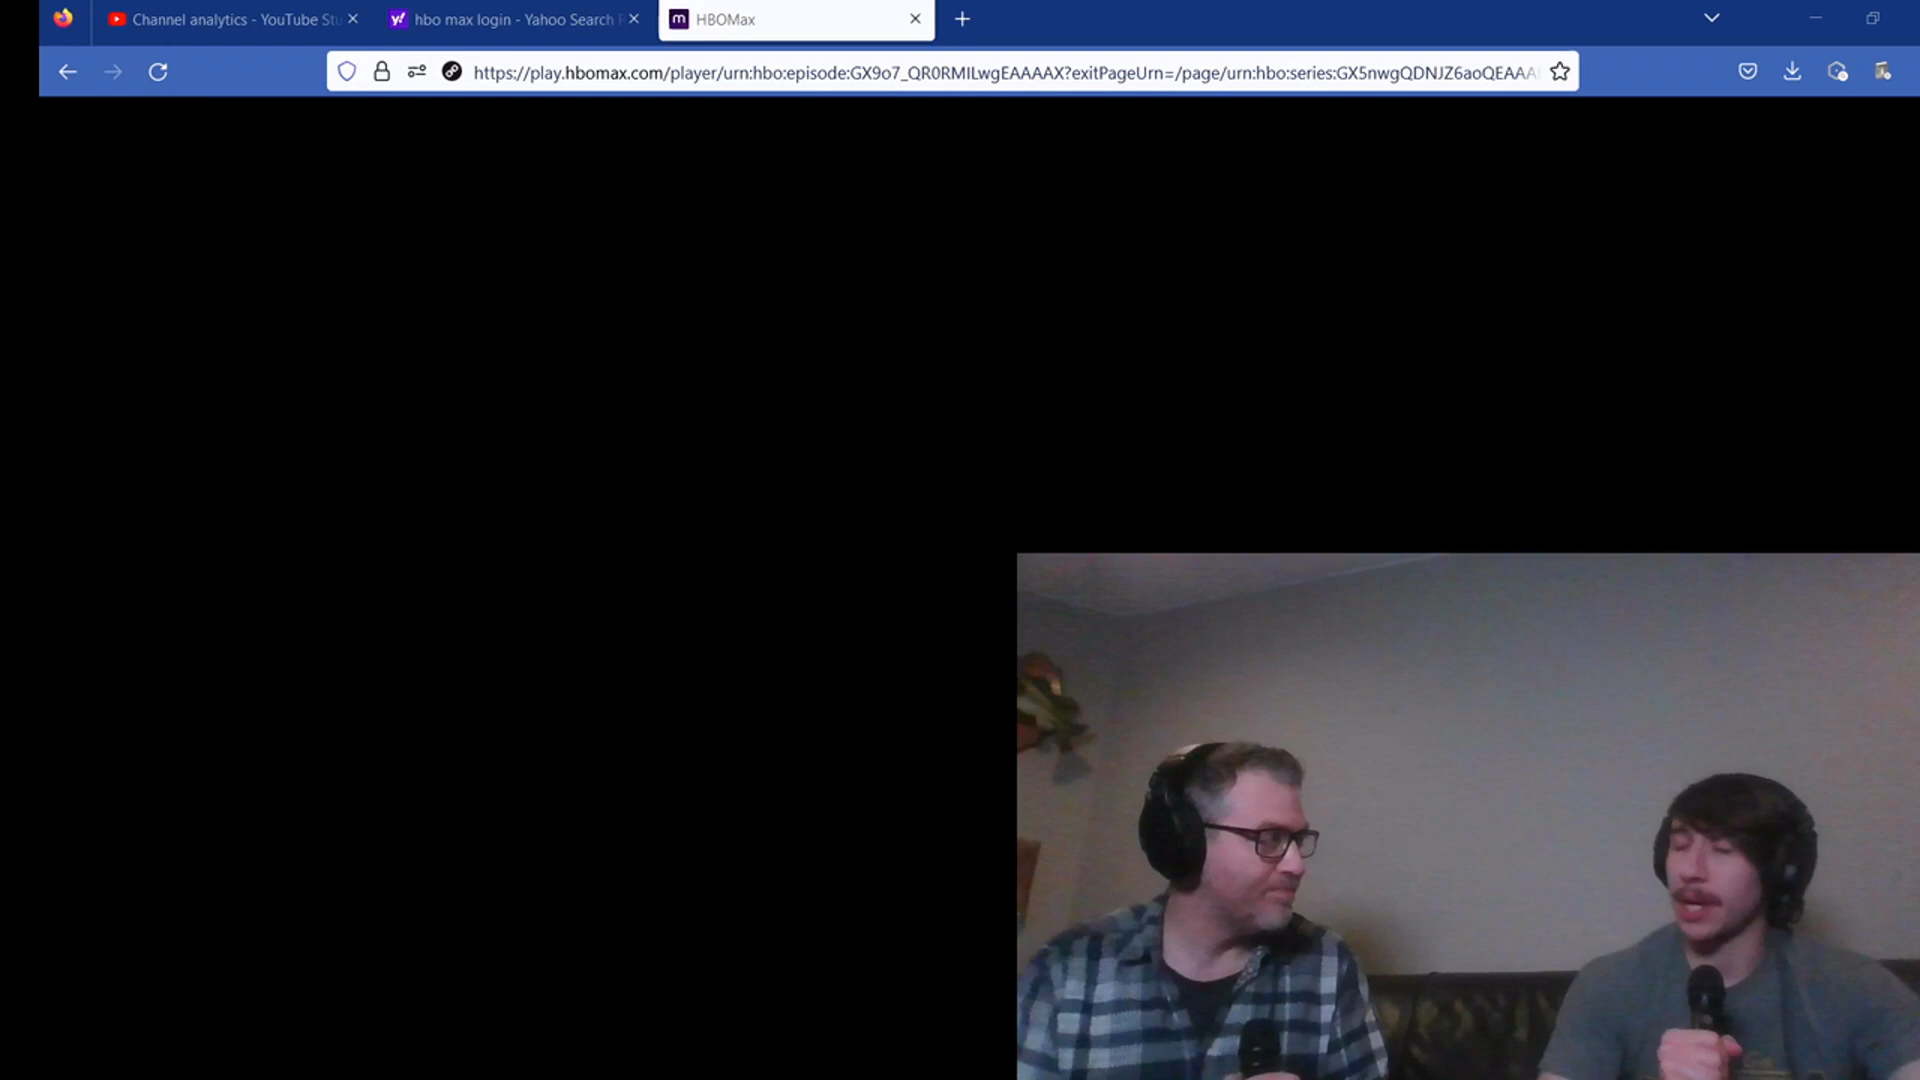 Channel analytics - YouTube Stu
hbo max login - Yahoo Search R
HBOMax
https://play.hbomax.com/player/urn:hbo:episode:GX9o7_QR0RMILwgEAAAAX?exitPageUrn=/page/urn:hbo:series:GX5nwgQDNJZ6aoQEAAA